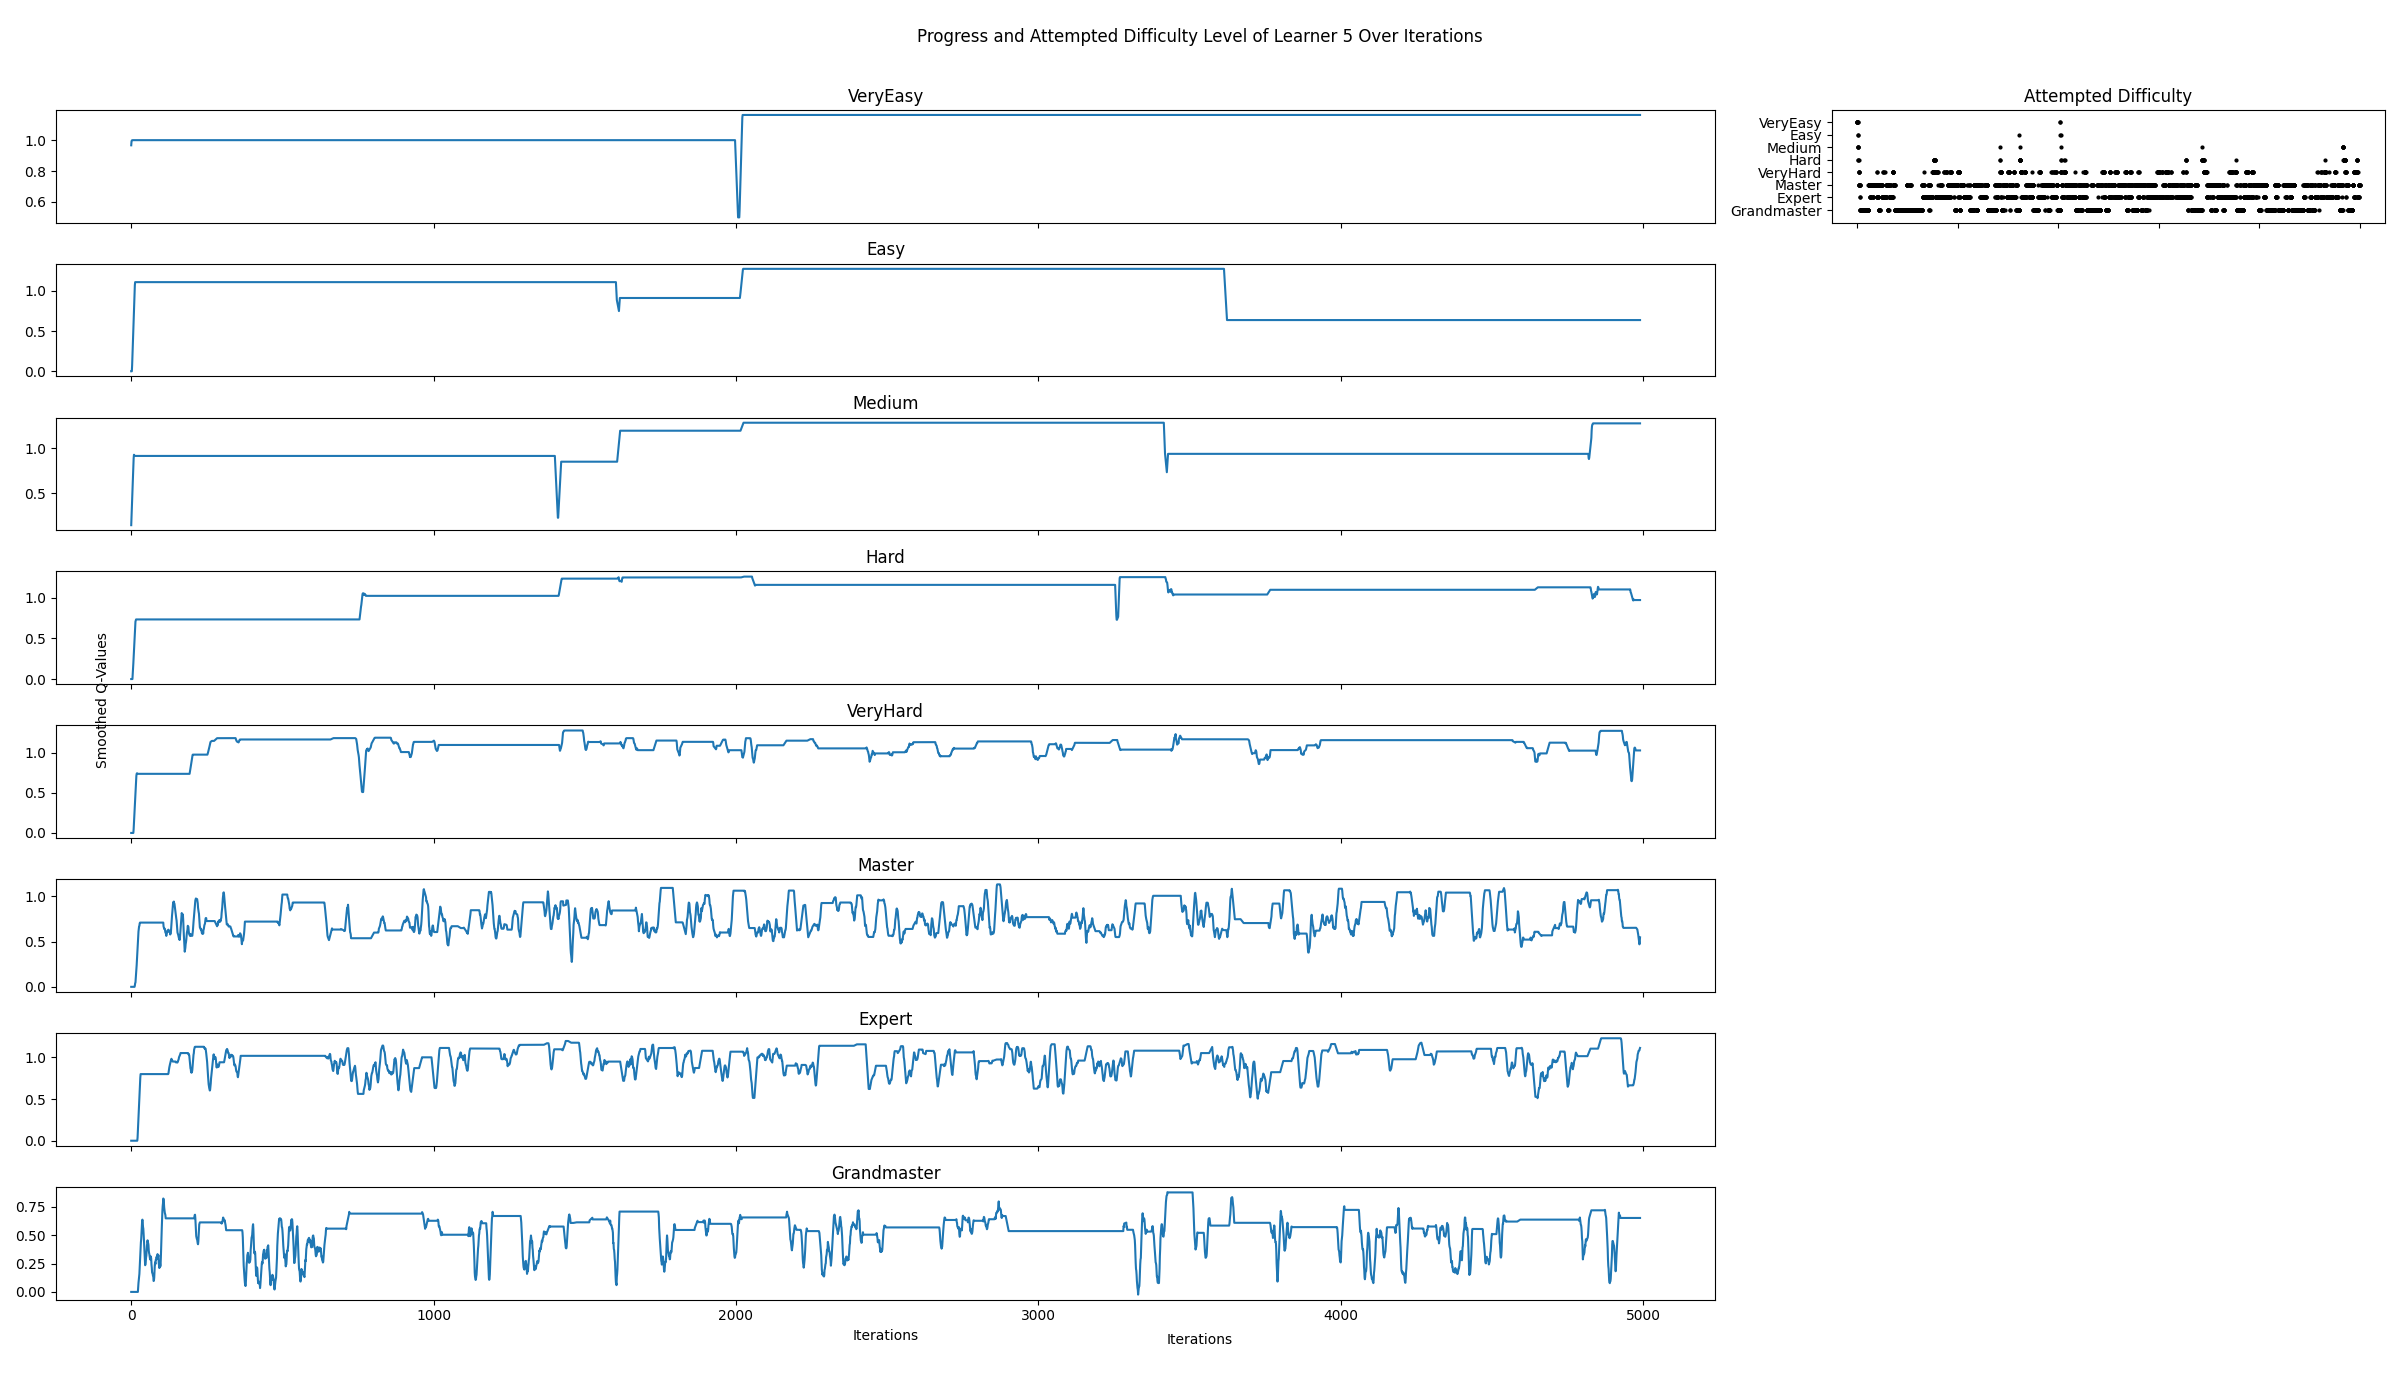 Progress and Attempted Difficulty Level of Learner 5 Over Iterations
VeryEasy
1.0
0.8
0.6
Attempted Difficulty
VeryEasy
Easy
Medium
Hard
VeryHard
Master
Expert
Grandmaster
Easy
1.0
0.5
0.0
Medium
1.0
0.5
Hard
1.0
0.5
0.0
Smoothed Q-Values
VeryHard
1.0
0.5
0.0
Master
1.0
0.5
0.0
Expert
1.0
0.5
0.0
Grandmaster
0.75
0.50
0.25
0.00
0 1000 2000 3000 4000 5000
Iterations
Iterations